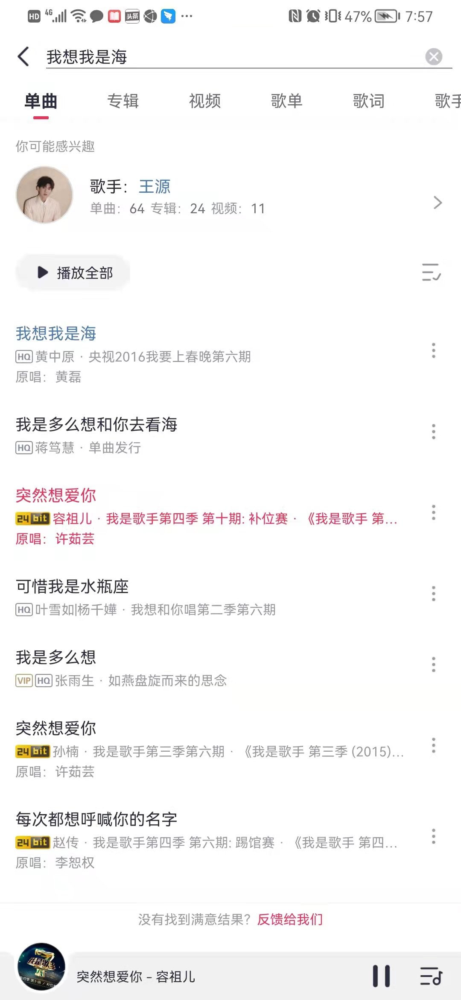 HD 4G 头条 ... 47% 7:57
我想我是海
单曲 专辑 视频 歌单 歌词 歌手
你可能感兴趣
歌手：王源
单曲：64 专辑：24 视频：11
播放全部
我想我是海
HQ 黄中原 · 央视2016我要上春晚第六期
原唱：黄磊
我是多么想和你去看海
HQ 蒋笃慧 · 单曲发行
突然想爱你
24 bit 容祖儿 · 我是歌手第四季 第十期: 补位赛 · 《我是歌手 第...
原唱：许茹芸
可惜我是水瓶座
HQ 叶雪如|杨千嬅 · 我想和你唱第二季第六期
我是多么想
VIP HQ 张雨生 · 如燕盘旋而来的思念
突然想爱你
24 bit 孙楠 · 我是歌手第三季第六期 · 《我是歌手 第三季 (2015)...
原唱：许茹芸
每次都想呼喊你的名字
24 bit 赵传 · 我是歌手第四季 第六期: 踢馆赛 · 《我是歌手 第四...
原唱：李恕权
没有找到满意结果？反馈给我们
我是歌手
第四季 第十场 / 补位
突然想爱你 – 容祖儿